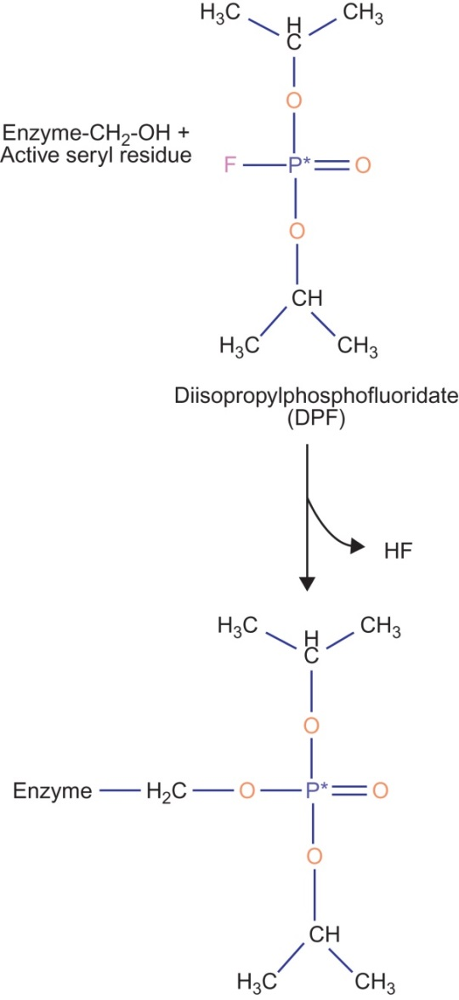 H₃C CH₃
H
C
O
Enzyme-CH₂-OH +
Active seryl residue
F P* O
O
CH
H₃C CH₃
Diisopropylphosphofluoridate
(DPF)
HF
H₃C CH₃
H
C
O
Enzyme H₂C O P* O
O
CH
H₃C CH₃